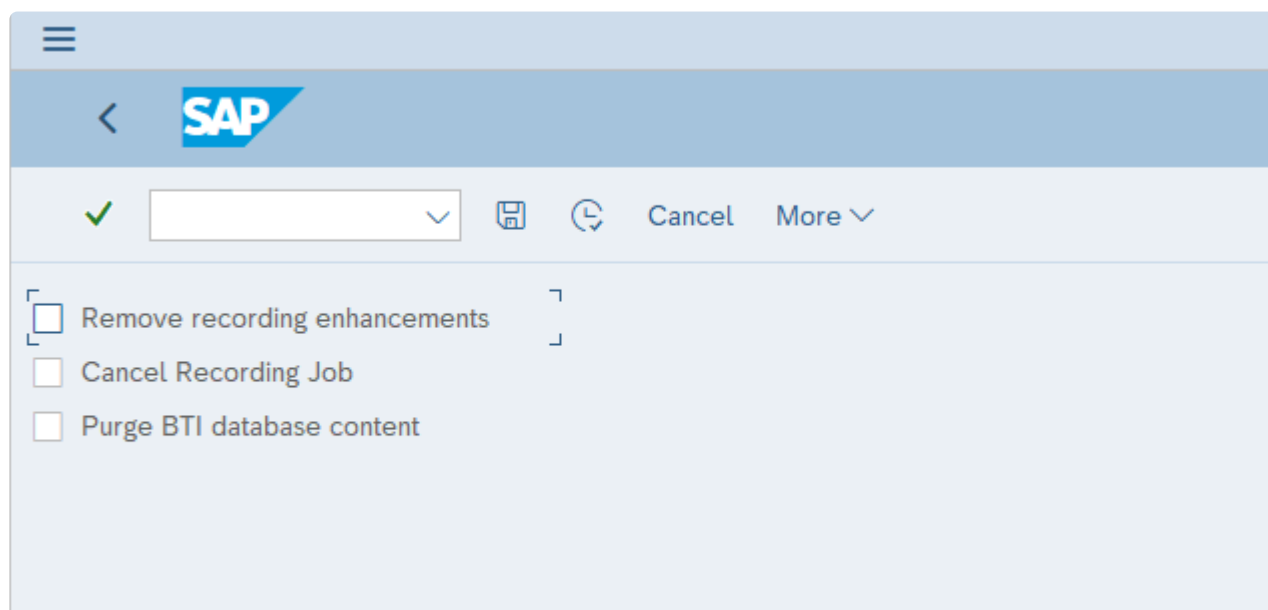 SAP
Cancel More
Remove recording enhancements
Cancel Recording Job
Purge BTI database content